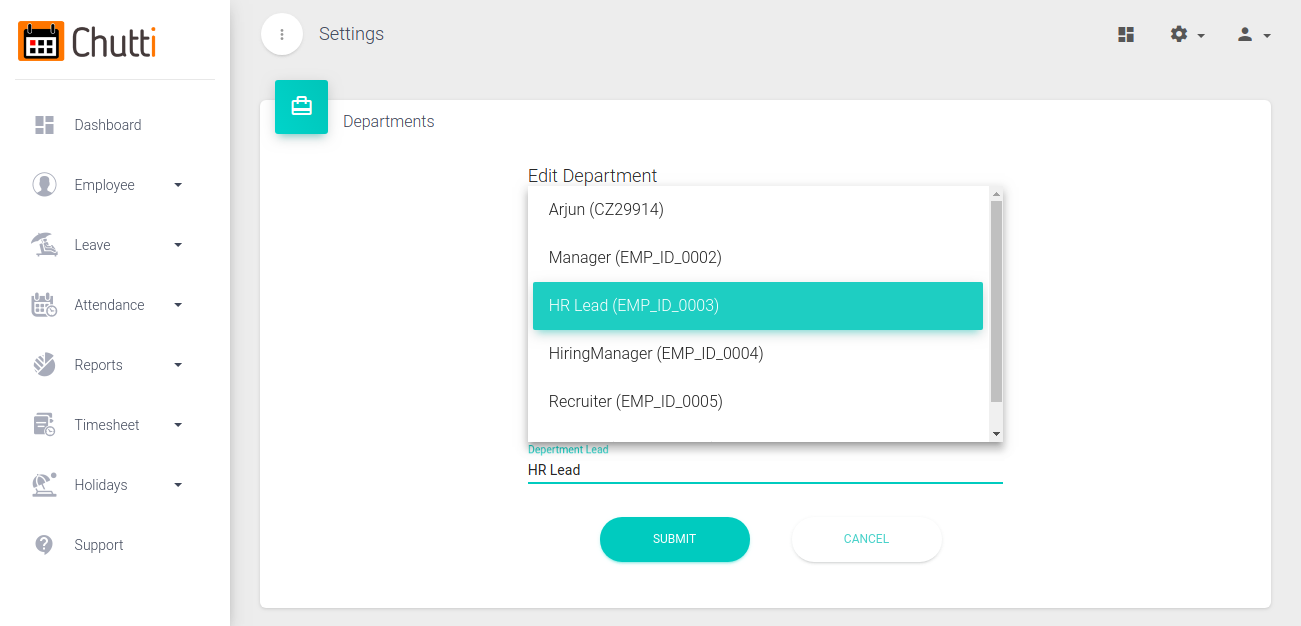 Chutti
Settings
Dashboard
Employee
Leave
Attendance
Reports
Timesheet
Holidays
Support
Departments
Edit Department
Arjun (CZ29914)
Manager (EMP_ID_0002)
HR Lead (EMP_ID_0003)
HiringManager (EMP_ID_0004)
Recruiter (EMP_ID_0005)
Department Lead
HR Lead
SUBMIT
CANCEL